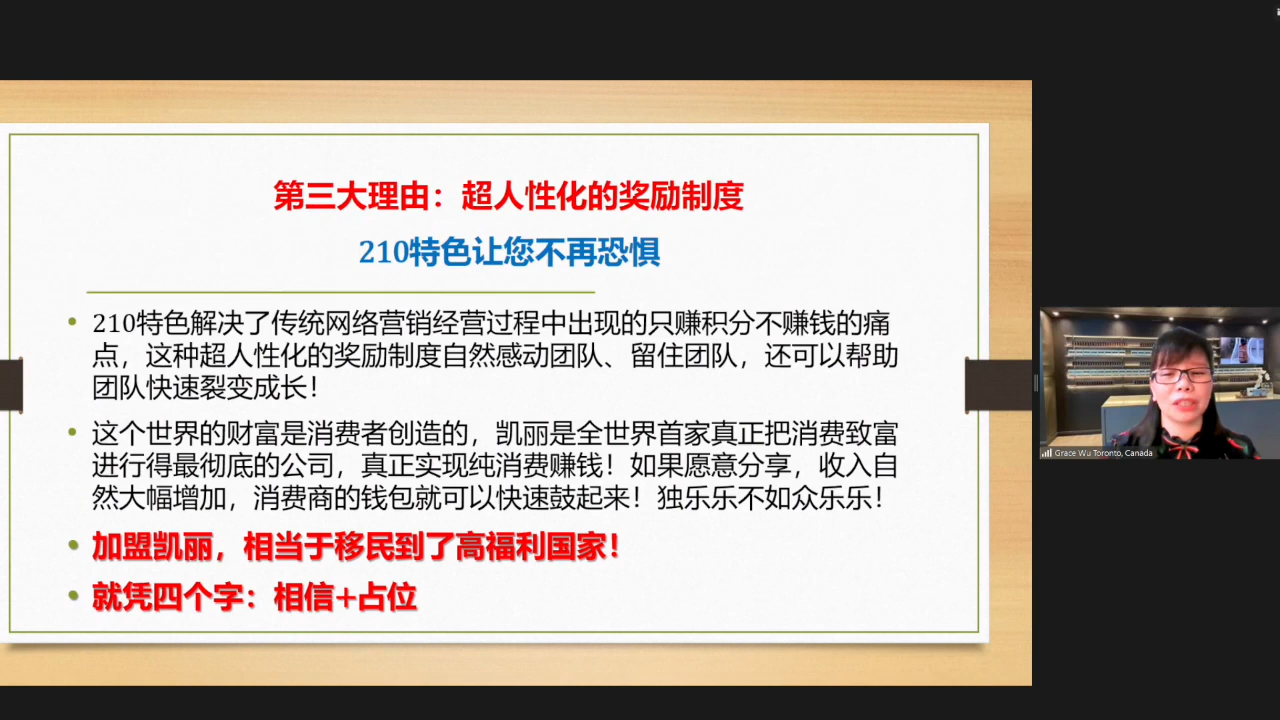 第三大理由：超人性化的奖励制度
210特色让您不再恐惧
• 210特色解决了传统网络营销经营过程中出现的只赚积分不赚钱的痛
点，这种超人性化的奖励制度自然感动团队、留住团队，还可以帮助
团队快速裂变成长！
• 这个世界的财富是消费者创造的，凯丽是全世界首家真正把消费致富
进行得最彻底的公司，真正实现纯消费赚钱！如果愿意分享，收入自
然大幅增加，消费商的钱包就可以快速鼓起来！独乐乐不如众乐乐！
• 加盟凯丽，相当于移民到了高福利国家！
• 就凭四个字：相信+占位
Grace Wu Toronto, Canada